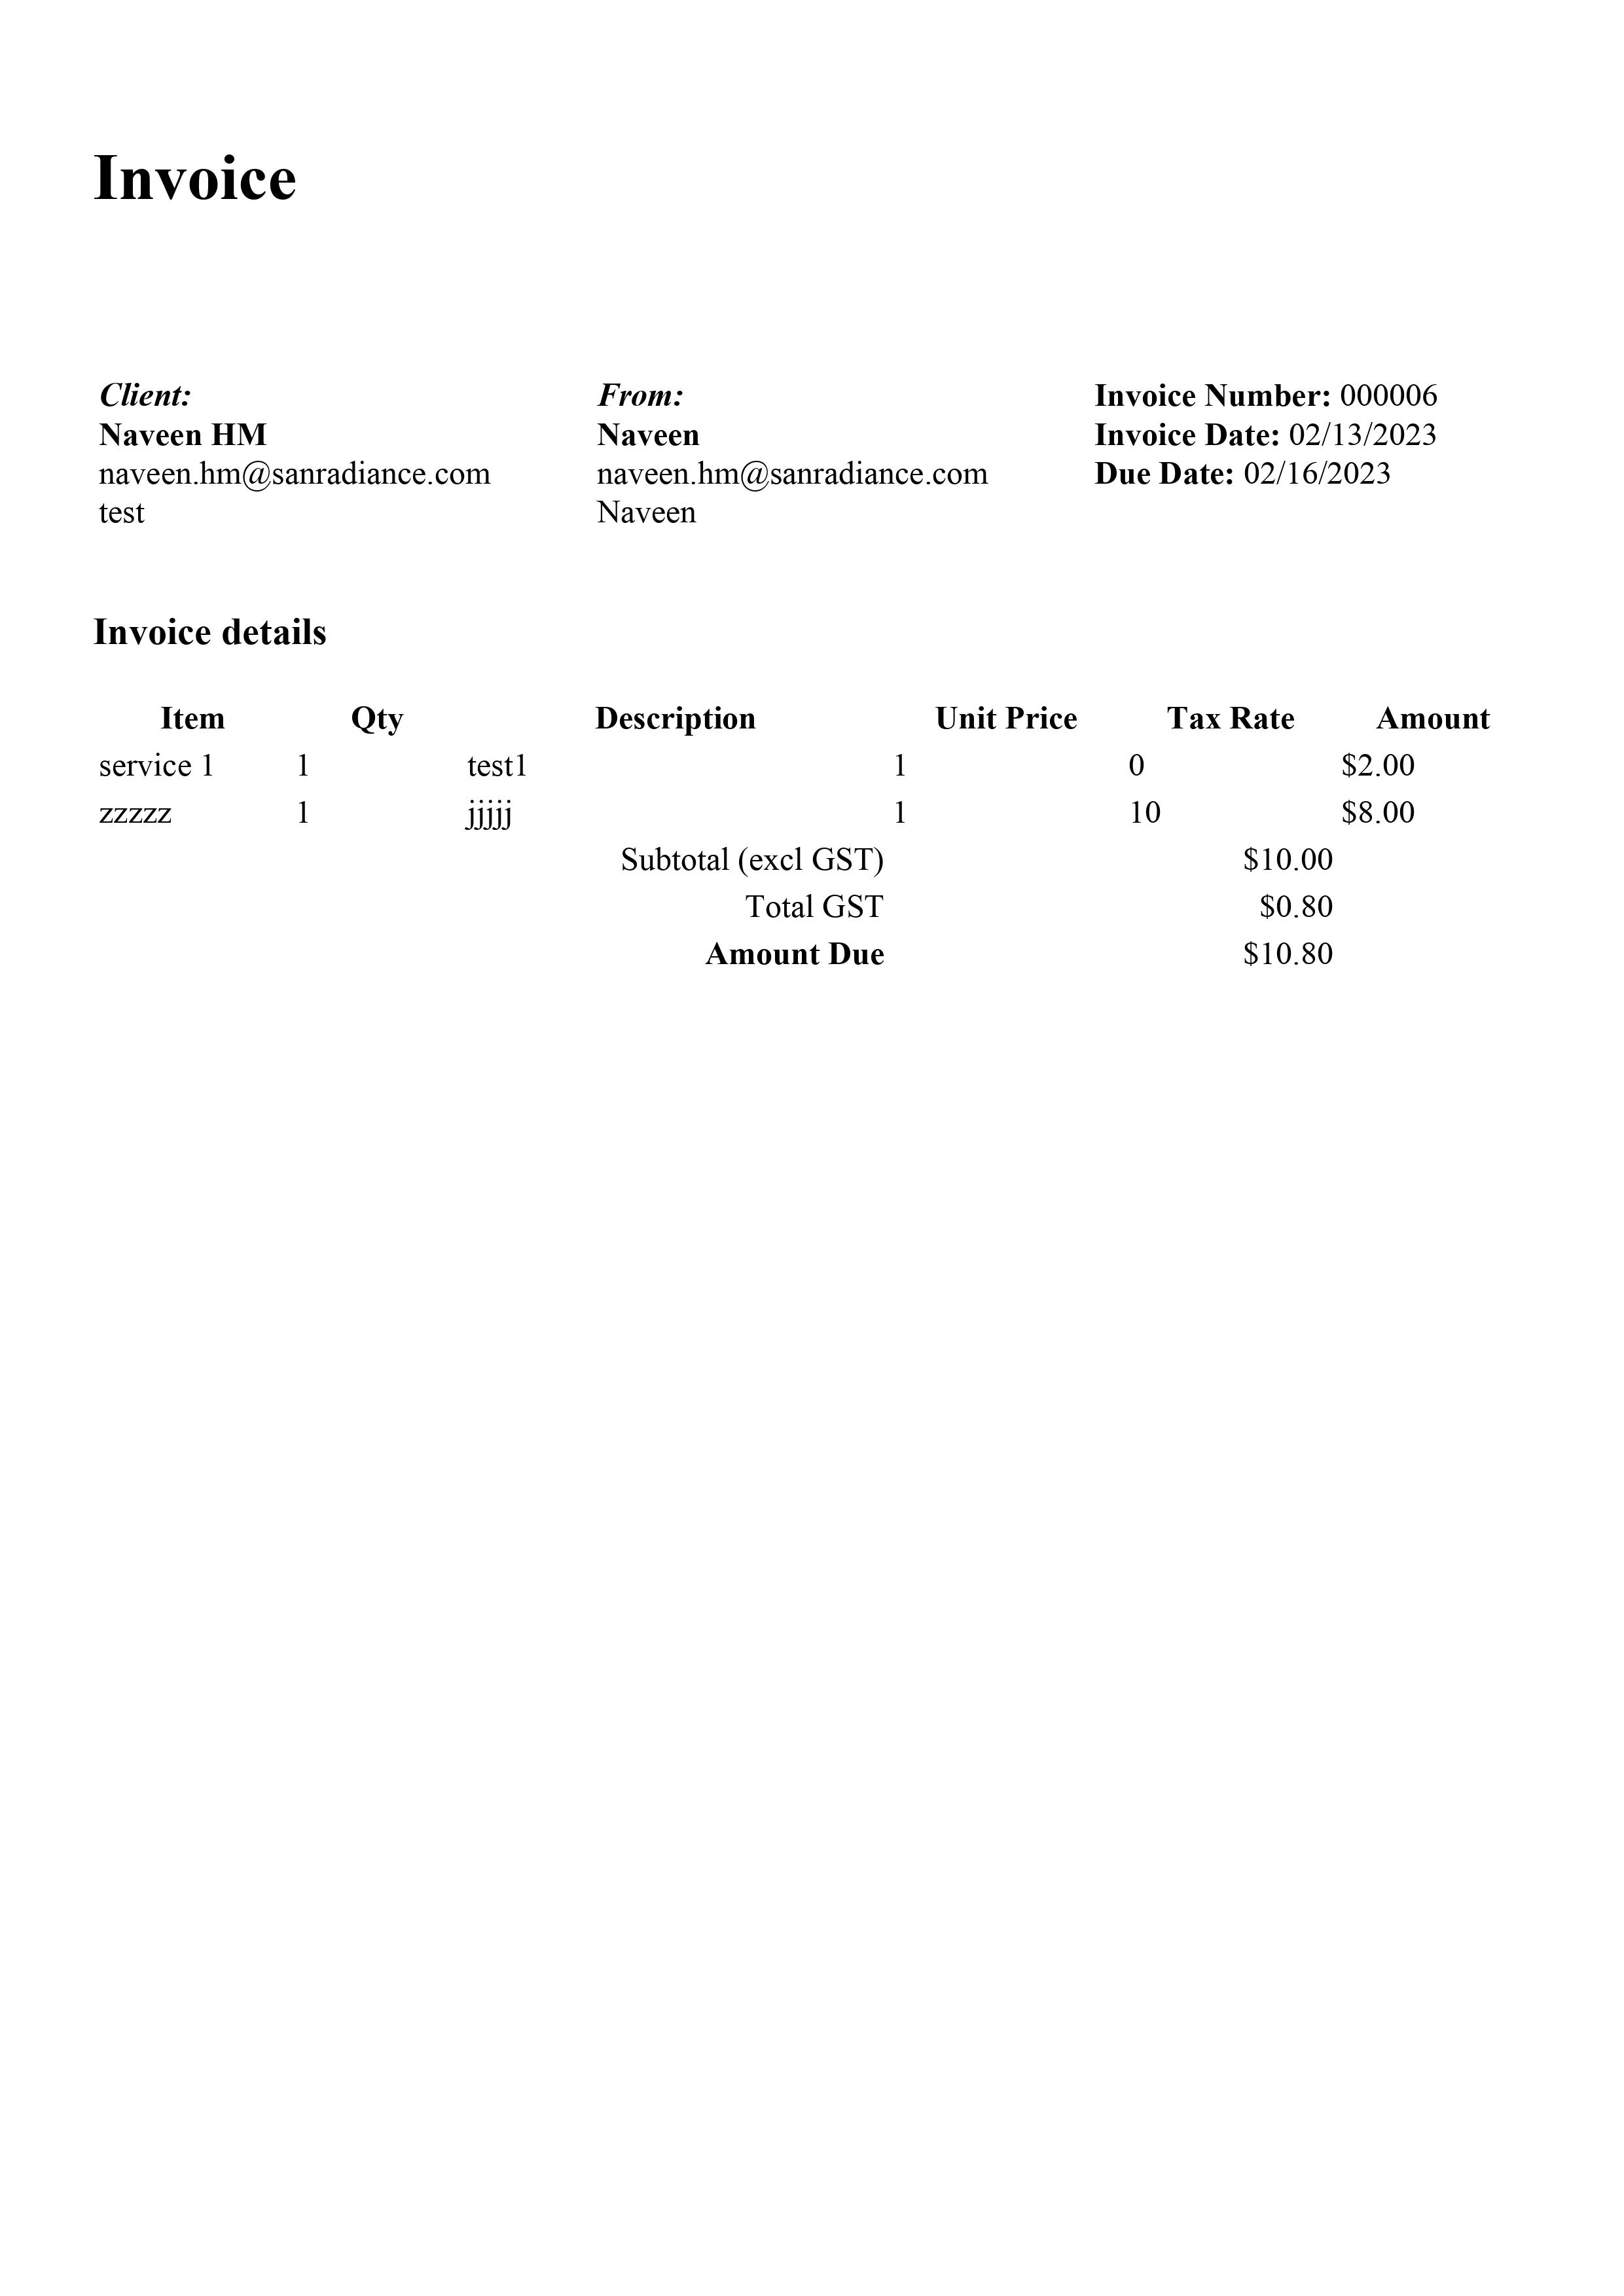 Invoice
Client:
Naveen HM
naveen.hm@sanradiance.com
test
From:
Naveen
naveen.hm@sanradiance.com
Naveen
Invoice Number: 000006
Invoice Date: 02/13/2023
Due Date: 02/16/2023
Invoice details
Item Qty Description Unit Price Tax Rate Amount
service 1 1 test1 1 0 $2.00
zzzzz 1 jjjjj 1 10 $8.00
Subtotal (excl GST) $10.00
Total GST $0.80
Amount Due $10.80